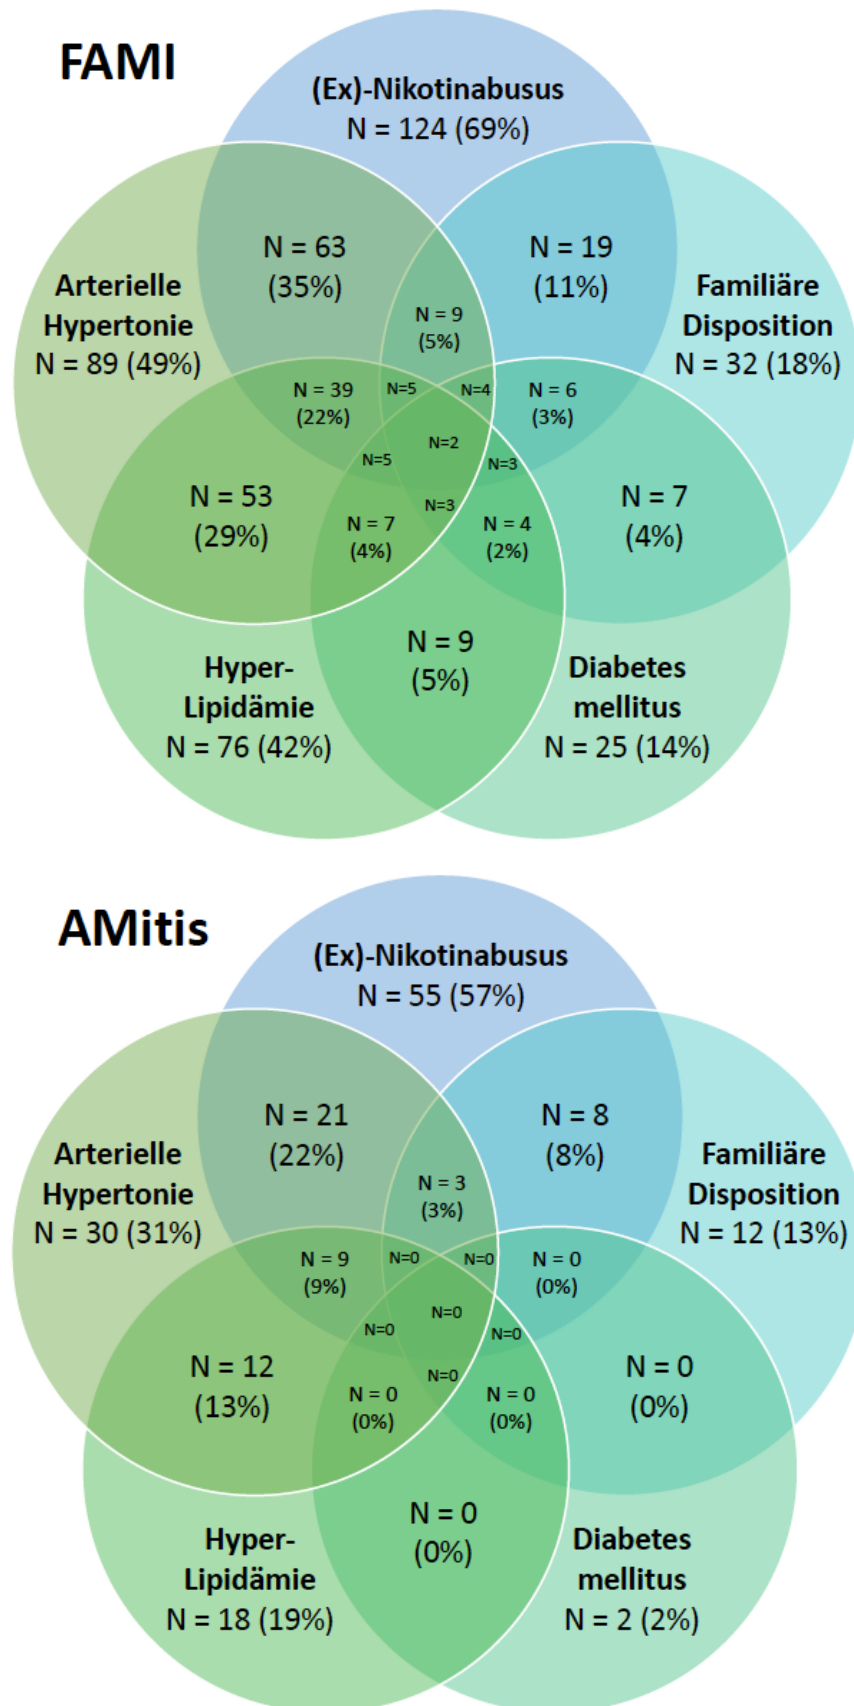 FAMI
(Ex)-Nikotinabusus
N = 124 (69%)
N = 63
(35%)
N = 19
(11%)
Arterielle
Hypertonie
N = 89 (49%)
N = 9
(5%)
Familiäre
Disposition
N = 32 (18%)
N = 39
(22%)
N=5
N=4
N = 6
(3%)
N=5
N=2
N=3
N = 53
(29%)
N = 7
(4%)
N=3
N = 4
(2%)
N = 7
(4%)
N = 9
(5%)
Hyper-
Lipidämie
N = 76 (42%)
Diabetes
mellitus
N = 25 (14%)
AMitis
(Ex)-Nikotinabusus
N = 55 (57%)
N = 21
(22%)
N = 8
(8%)
Arterielle
Hypertonie
N = 30 (31%)
N = 3
(3%)
Familiäre
Disposition
N = 12 (13%)
N = 9
(9%)
N=0
N=0
N = 0
(0%)
N=0
N=0
N=0
N = 12
(13%)
N = 0
(0%)
N=0
N = 0
(0%)
N = 0
(0%)
N = 0
(0%)
Hyper-
Lipidämie
N = 18 (19%)
Diabetes
mellitus
N = 2 (2%)